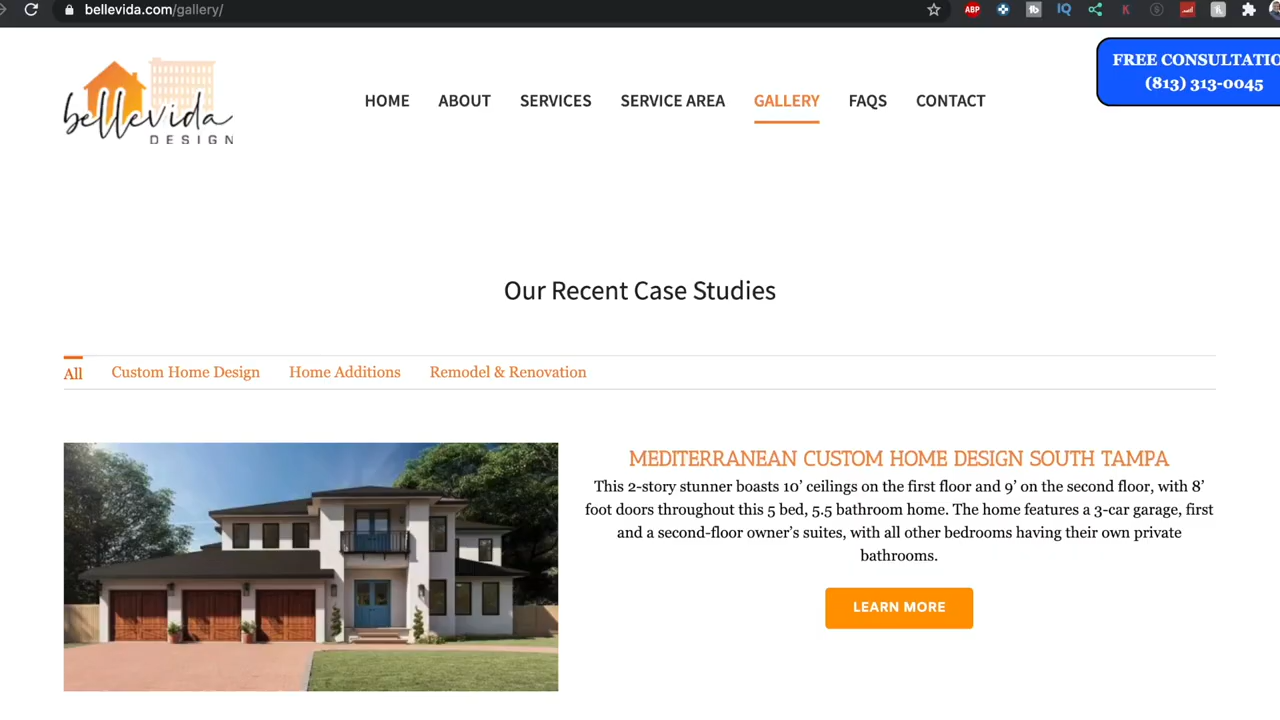 bellevida.com/gallery/
ABP
tb
IQ
K
bellevida
DESIGN
HOME
ABOUT
SERVICES
SERVICE AREA
GALLERY
FAQS
CONTACT
FREE CONSULTATIO
(813) 313-0045
Our Recent Case Studies
All
Custom Home Design
Home Additions
Remodel & Renovation
MEDITERRANEAN CUSTOM HOME DESIGN SOUTH TAMPA
This 2-story stunner boasts 10’ ceilings on the first floor and 9’ on the second floor, with 8’
foot doors throughout this 5 bed, 5.5 bathroom home. The home features a 3-car garage, first
and a second-floor owner’s suites, with all other bedrooms having their own private
bathrooms.
LEARN MORE